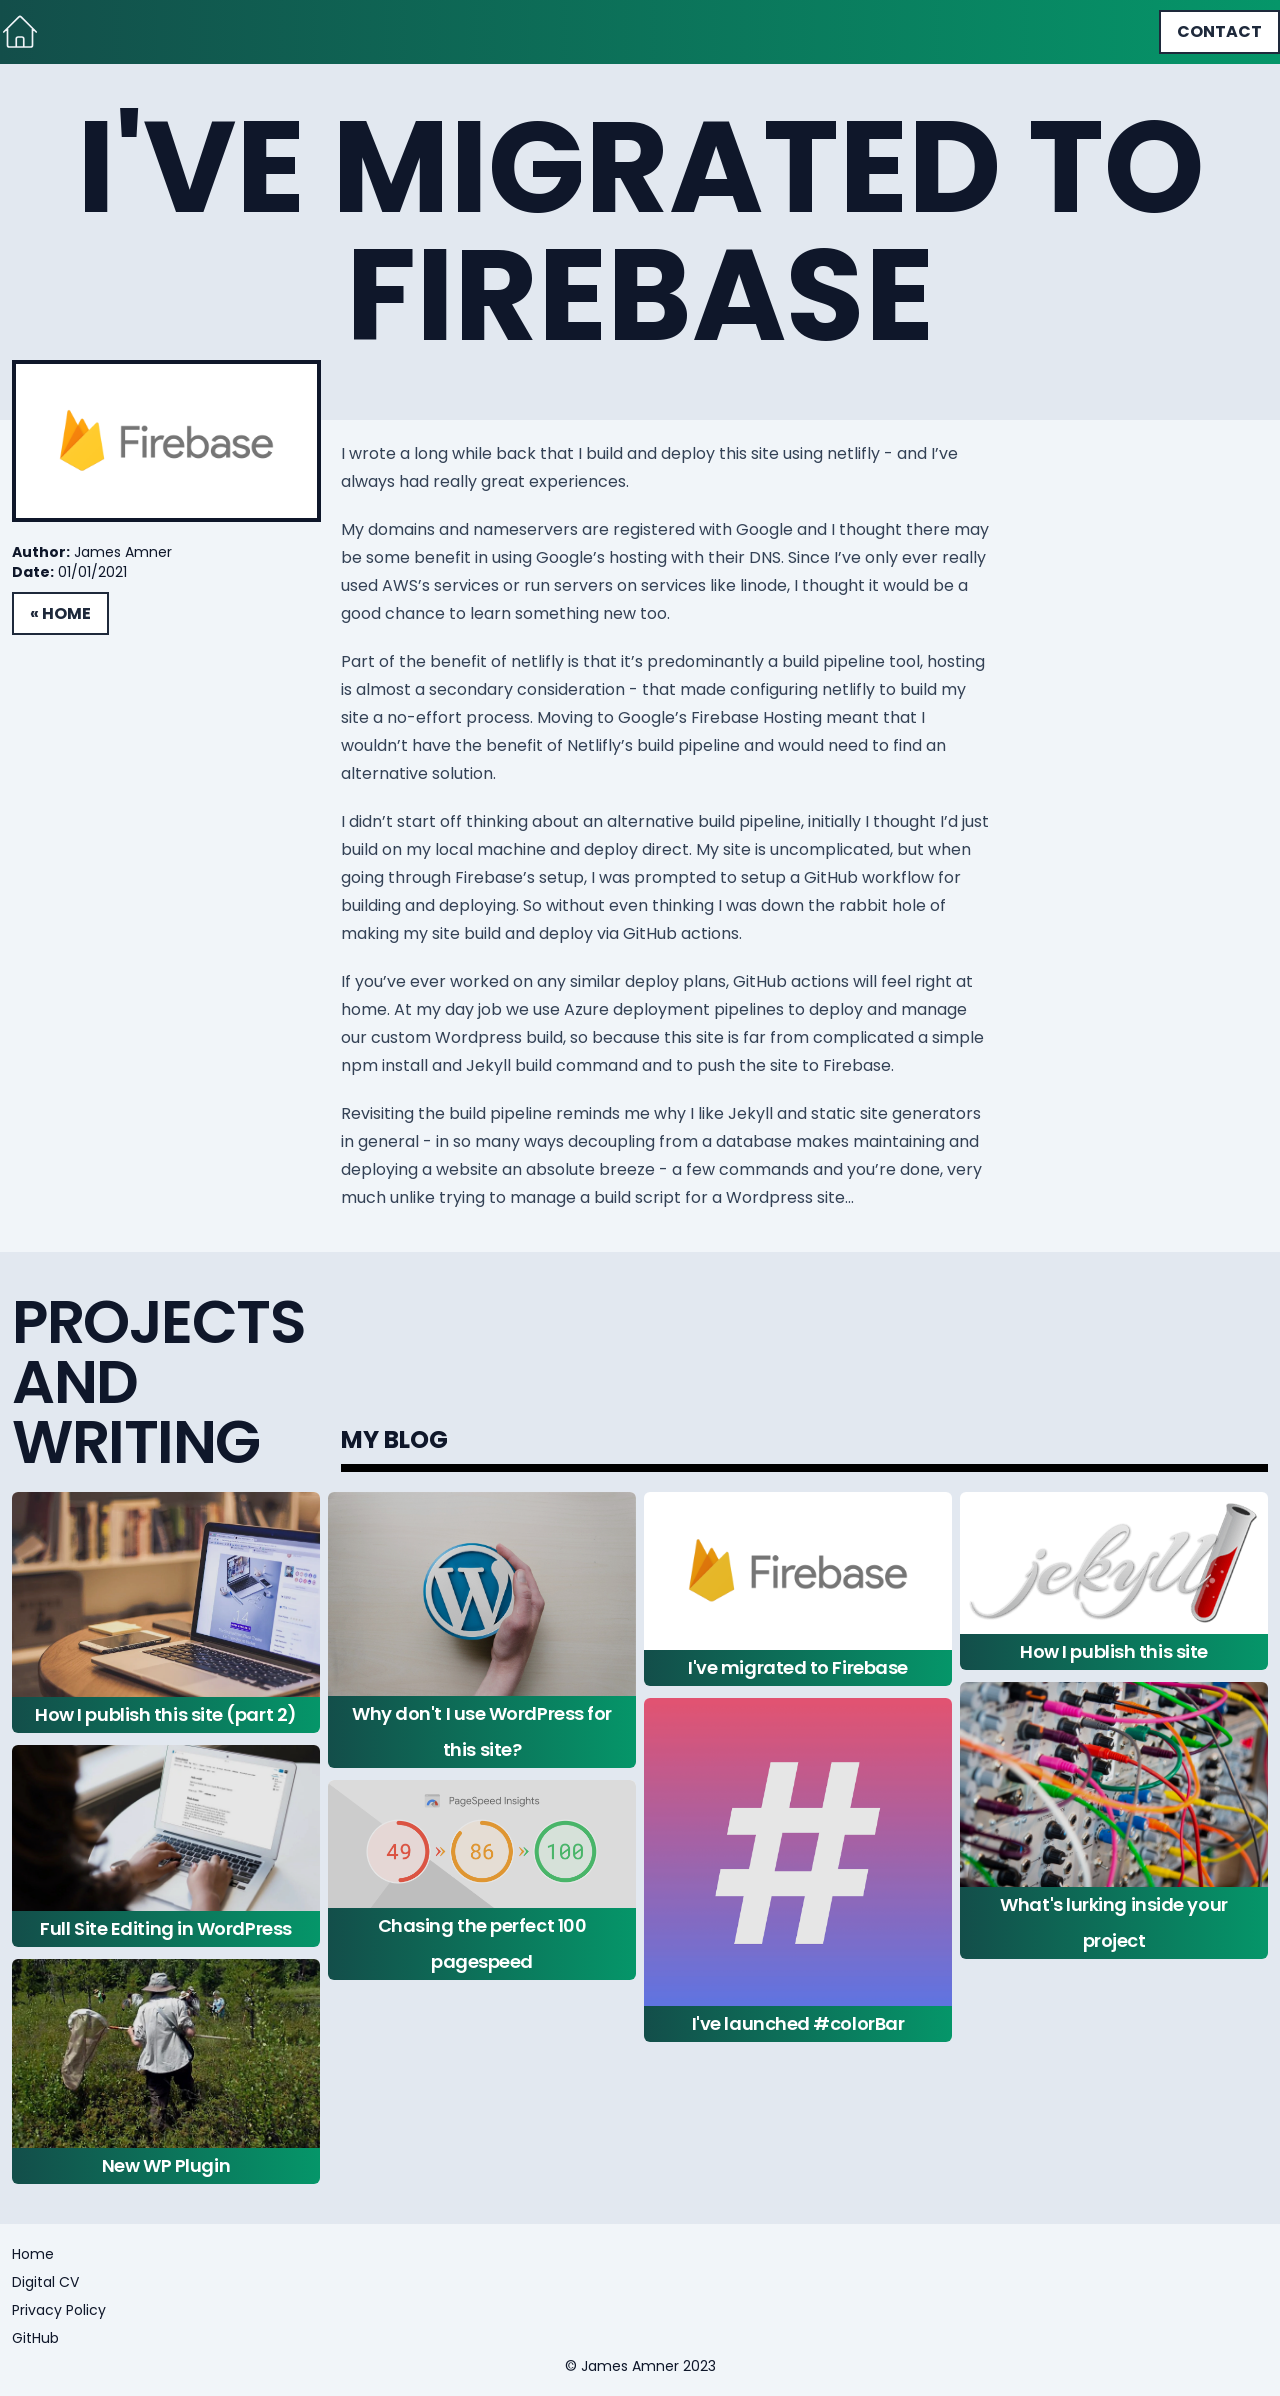 CONTACT
I'VE MIGRATED TO
FIREBASE
Firebase
Author: James Amner
Date: 01/01/2021
« HOME
I wrote a long while back that I build and deploy this site using netlifly - and I’ve
always had really great experiences.
My domains and nameservers are registered with Google and I thought there may
be some benefit in using Google’s hosting with their DNS. Since I’ve only ever really
used AWS’s services or run servers on services like linode, I thought it would be a
good chance to learn something new too.
Part of the benefit of netlifly is that it’s predominantly a build pipeline tool, hosting
is almost a secondary consideration - that made configuring netlifly to build my
site a no-effort process. Moving to Google’s Firebase Hosting meant that I
wouldn’t have the benefit of Netlifly’s build pipeline and would need to find an
alternative solution.
I didn’t start off thinking about an alternative build pipeline, initially I thought I’d just
build on my local machine and deploy direct. My site is uncomplicated, but when
going through Firebase’s setup, I was prompted to setup a GitHub workflow for
building and deploying. So without even thinking I was down the rabbit hole of
making my site build and deploy via GitHub actions.
If you’ve ever worked on any similar deploy plans, GitHub actions will feel right at
home. At my day job we use Azure deployment pipelines to deploy and manage
our custom Wordpress build, so because this site is far from complicated a simple
npm install and Jekyll build command and to push the site to Firebase.
Revisiting the build pipeline reminds me why I like Jekyll and static site generators
in general - in so many ways decoupling from a database makes maintaining and
deploying a website an absolute breeze - a few commands and you’re done, very
much unlike trying to manage a build script for a Wordpress site…
PROJECTS
AND
WRITING
MY BLOG
How I publish this site (part 2)
Full Site Editing in WordPress
New WP Plugin
W
Why don't I use WordPress for
this site?
PageSpeed Insights
49 » 86 » 100
Chasing the perfect 100
pagespeed
Firebase
I've migrated to Firebase
#
I've launched #colorBar
jekyll
How I publish this site
What's lurking inside your
project
Home
Digital CV
Privacy Policy
GitHub
© James Amner 2023